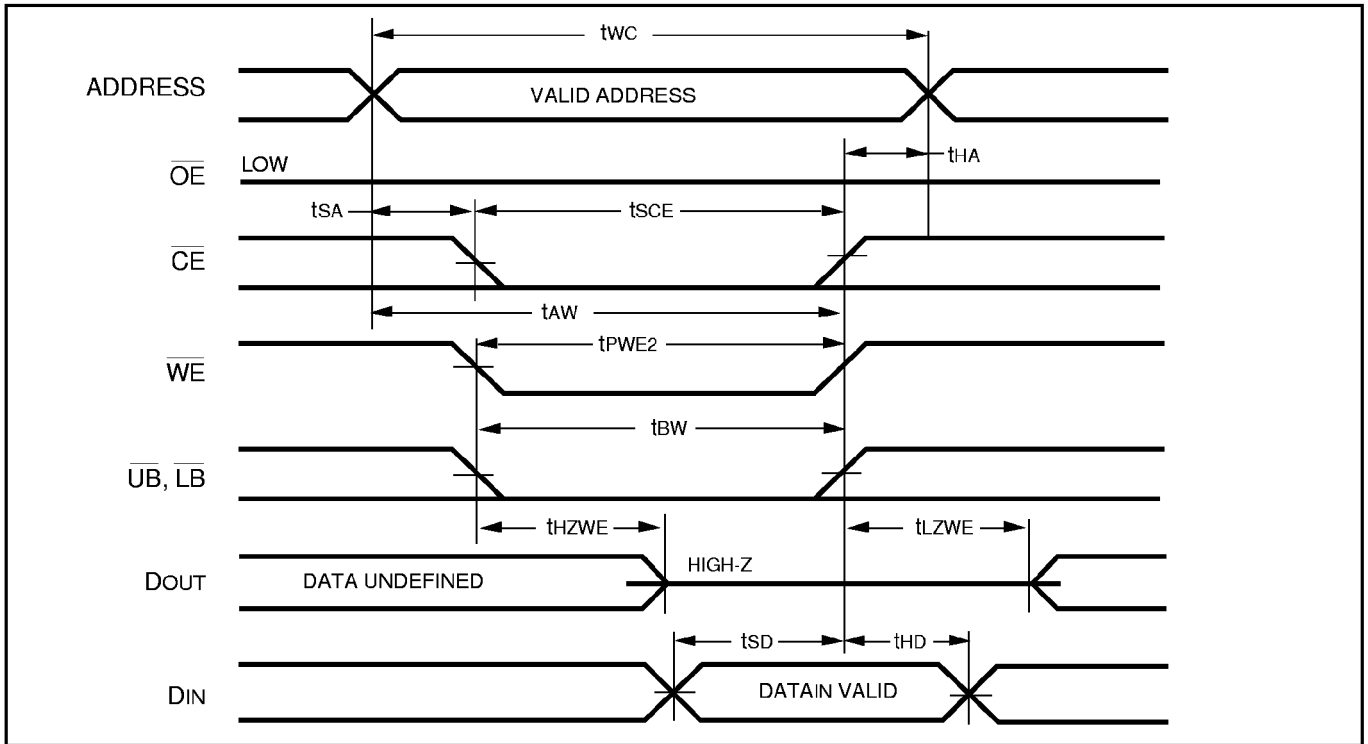 tWC
ADDRESS
VALID ADDRESS
tHA
OE
LOW
tSA
tSCE
CE
tAW
tPWE2
WE
tBW
UB, LB
tHZWE
tLZWE
HIGH-Z
DOUT
DATA UNDEFINED
tSD
tHD
DIN
DATAIN VALID